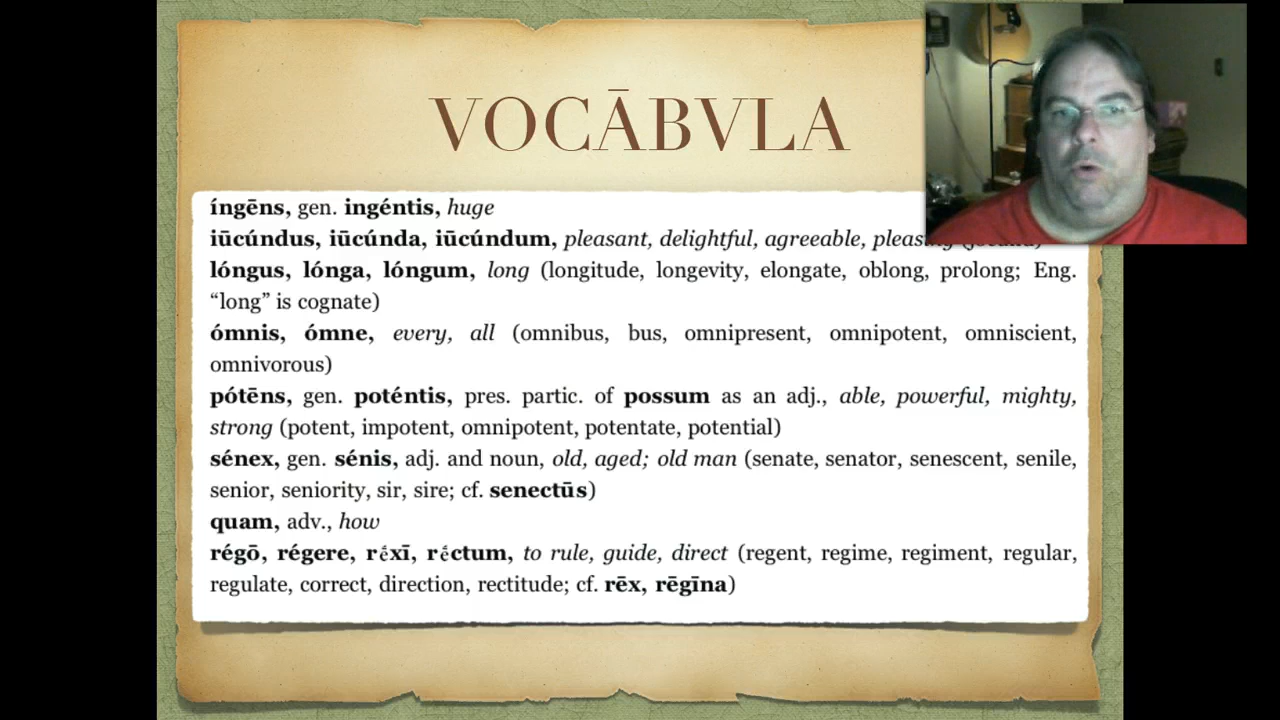 VOCĀBVLA
íngēns, gen. ingéntis, huge
iūcúndus, iūcúnda, iūcúndum, pleasant, delightful, agreeable,
lóngus, lónga, lóngum, long (longitude, longevity, elongate, oblong, prolong; Eng.
“long” is cognate)
ómnis, ómne, every, all (omnibus, bus, omnipresent, omnipotent, omniscient,
omnivorous)
pótēns, gen. poténtis, pres. partic. of possum as an adj., able, powerful, mighty,
strong (potent, impotent, omnipotent, potentate, potential)
sénex, gen. sénis, adj. and noun, old, aged; old man (senate, senator, senescent, senile,
senior, seniority, sir, sire; cf. senectūs)
quam, adv., how
régō, régere, rḗxī, rḗctum, to rule, guide, direct (regent, regime, regiment, regular,
regulate, correct, direction, rectitude; cf. rēx, rēgīna)